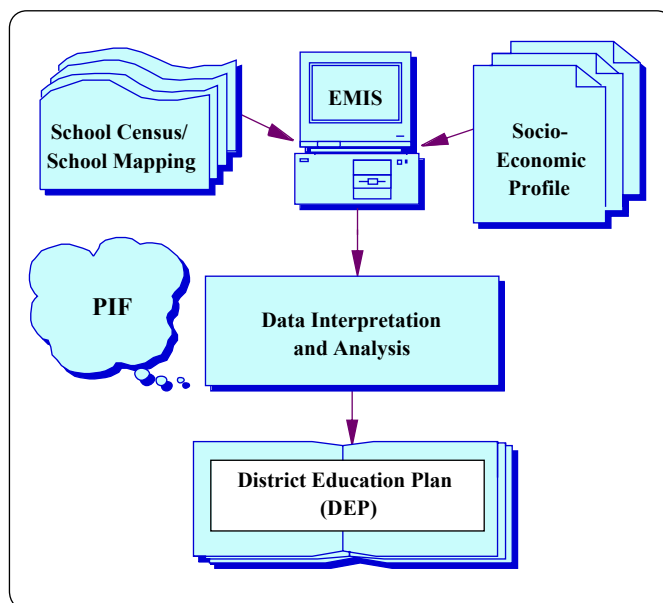 School Census/
School Mapping
EMIS
Socio-
Economic
Profile
PIF
Data Interpretation
and Analysis
District Education Plan
(DEP)